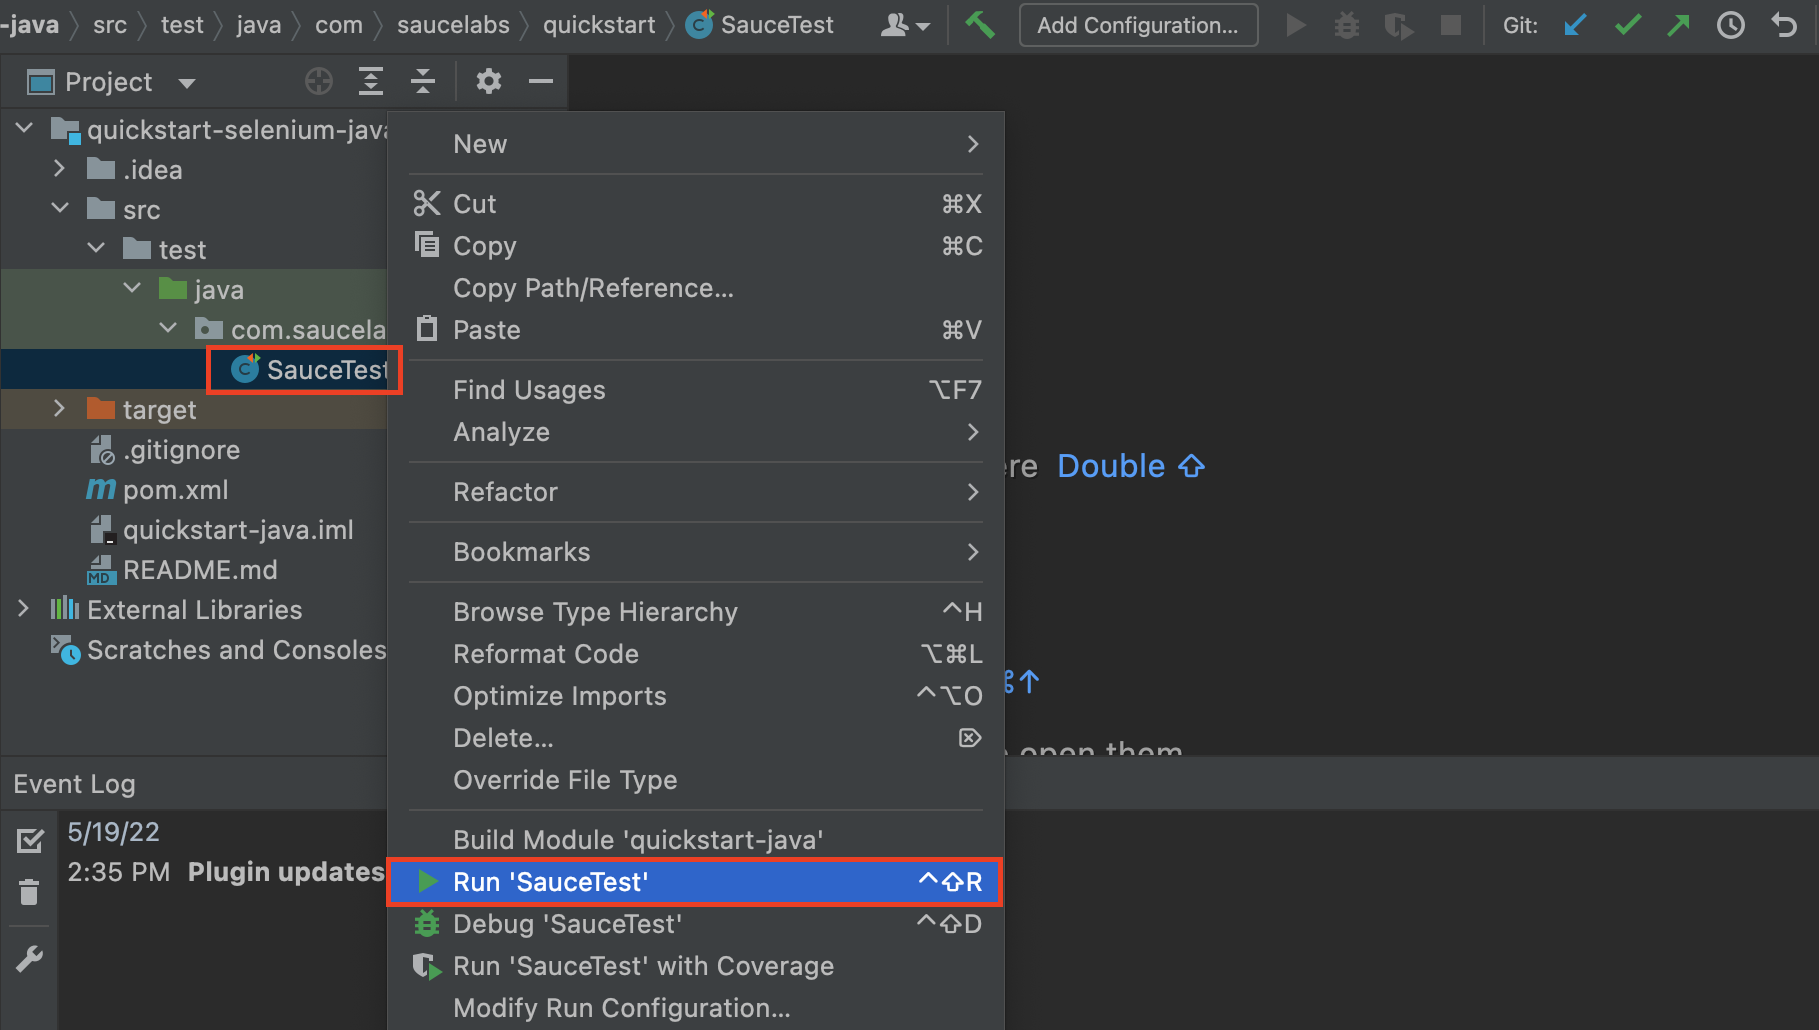 -java src test java com saucelabs quickstart SauceTest Add Configuration... Git:
Project
quickstart-selenium-java
.idea
src
test
java
com.saucela
SauceTest
target
.gitignore
pom.xml
quickstart-java.iml
README.md
External Libraries
Scratches and Consoles
New
Cut ⌘X
Copy ⌘C
Copy Path/Reference...
Paste ⌘V
Find Usages ⌥F7
Analyze
Refactor
Bookmarks
Browse Type Hierarchy ^H
Reformat Code ⌥⌘L
Optimize Imports ^⌥O
Delete...
Override File Type
Build Module 'quickstart-java'
Run 'SauceTest' ^⇧R
Debug 'SauceTest' ^⇧D
Run 'SauceTest' with Coverage
Modify Run Configuration...
ere Double ⇧
⌘↑
open them
Event Log
5/19/22
2:35 PM Plugin updates